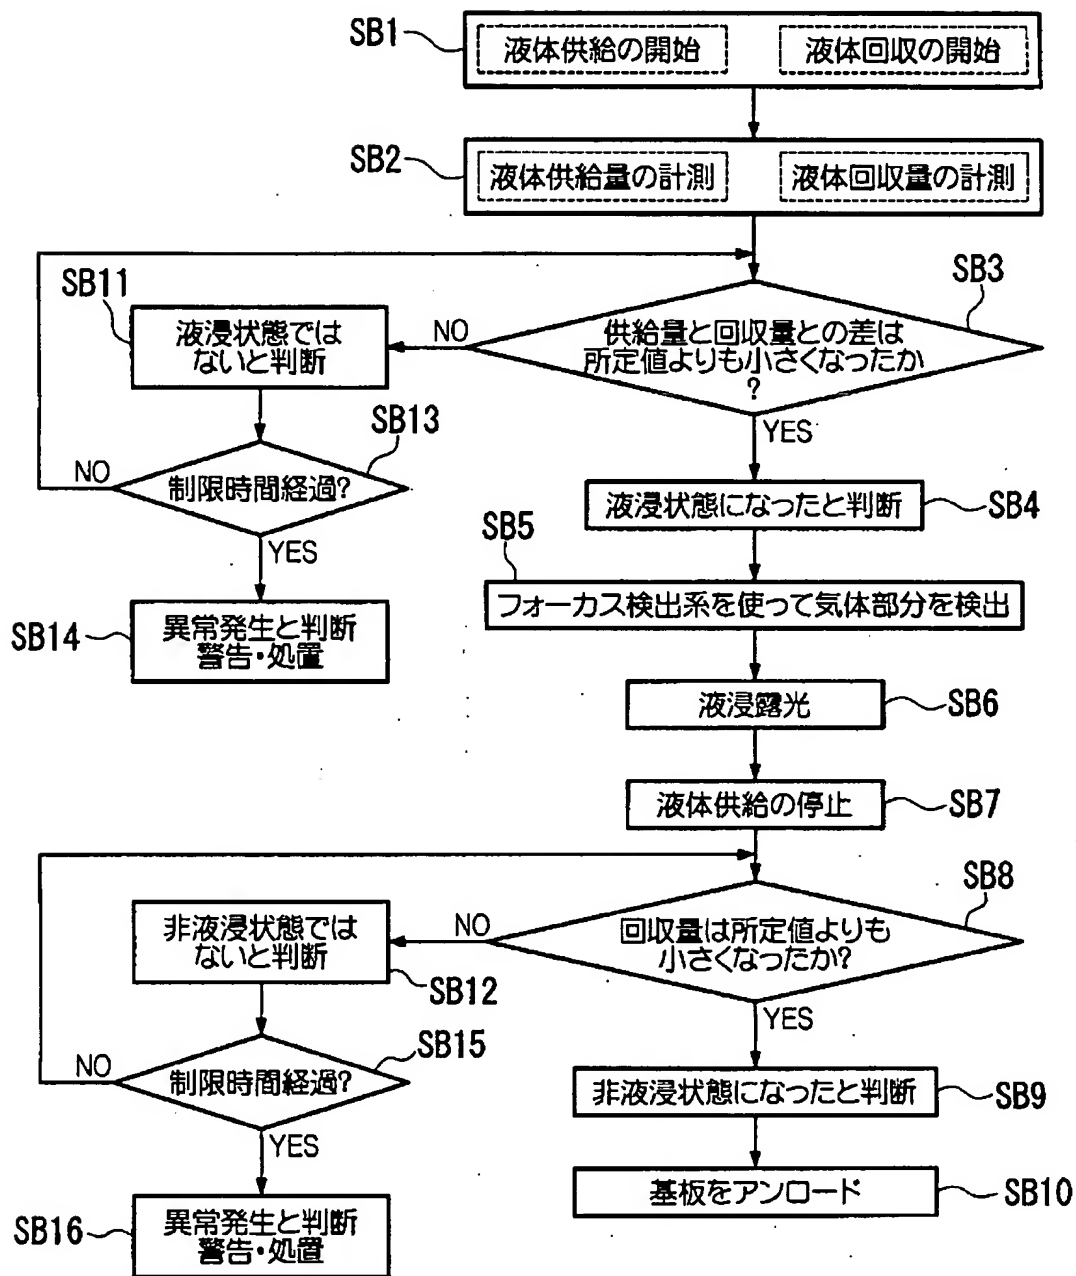 SB1
液体供給の開始
液体回収の開始
SB2
液体供給量の計測
液体回収量の計測
SB3
供給量と回収量との差は
所定値よりも小さくなったか
?
NO
YES
SB11
液浸状態では
ないと判断
SB13
制限時間経過?
NO
YES
SB14
異常発生と判断
警告・処置
液浸状態になったと判断
SB4
SB5
フォーカス検出系を使って気体部分を検出
液浸露光
SB6
液体供給の停止
SB7
SB8
回収量は所定値よりも
小さくなったか?
NO
YES
非液浸状態では
ないと判断
SB12
SB15
制限時間経過?
NO
YES
SB16
異常発生と判断
警告・処置
非液浸状態になったと判断
SB9
基板をアンロード
SB10